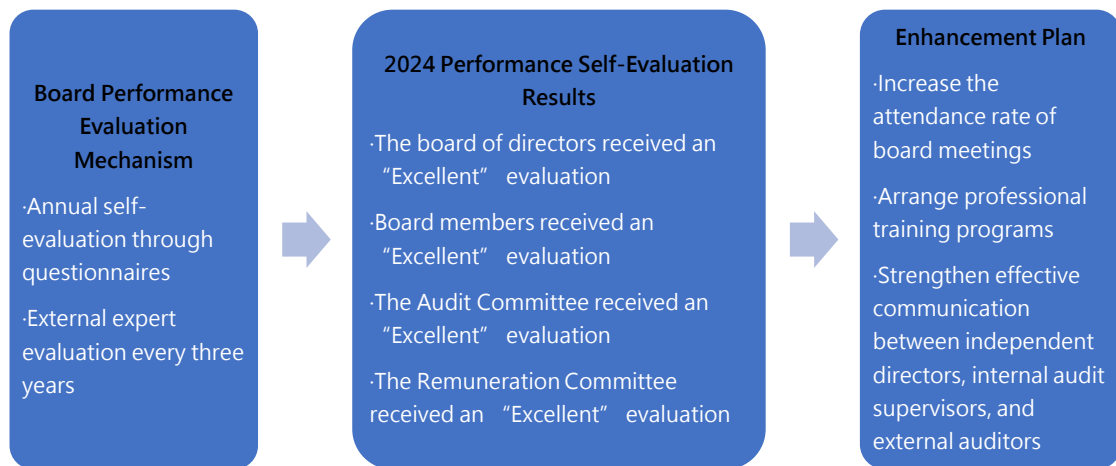 Board Performance
Evaluation
Mechanism
·Annual self-
evaluation through
questionnaires
·External expert
evaluation every three
years
2024 Performance Self-Evaluation
Results
·The board of directors received an
“Excellent” evaluation
·Board members received an
“Excellent” evaluation
·The Audit Committee received an
“Excellent” evaluation
·The Remuneration Committee
received an “Excellent” evaluation
Enhancement Plan
·Increase the
attendance rate of
board meetings
·Arrange professional
training programs
·Strengthen effective
communication
between independent
directors, internal audit
supervisors, and
external auditors